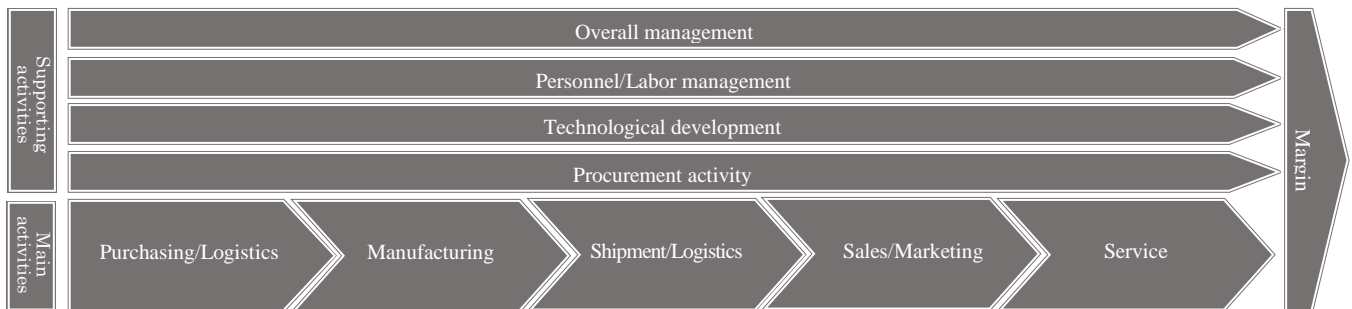 Supporting
activities
Overall management
Personnel/Labor management
Technological development
Procurement activity
Margin
Main
activities
Purchasing/Logistics
Manufacturing
Shipment/Logistics
Sales/Marketing
Service